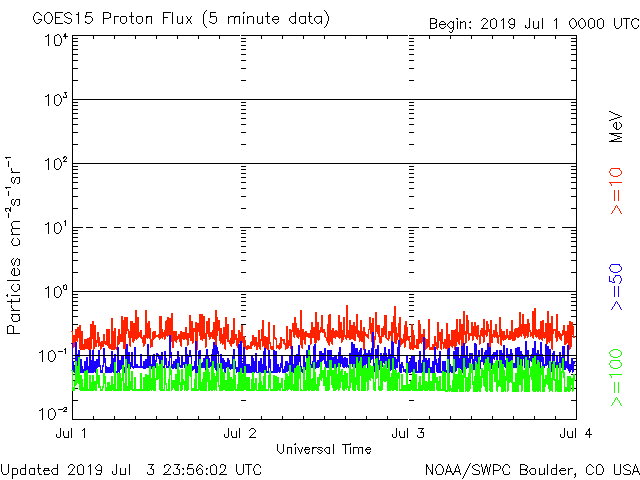 GOES15 Proton Flux (5 minute data)
Begin: 2019 Jul 1 0000 UTC
10⁴
10³
10²
10¹
10⁰
10⁻¹
10⁻²
Particles cm⁻²s⁻¹sr⁻¹
>=10
>=50
>=100
MeV
Jul 1
Jul 2
Jul 3
Jul 4
Universal Time
Updated 2019 Jul 3 23:56:02 UTC
NOAA/SWPC Boulder, CO USA